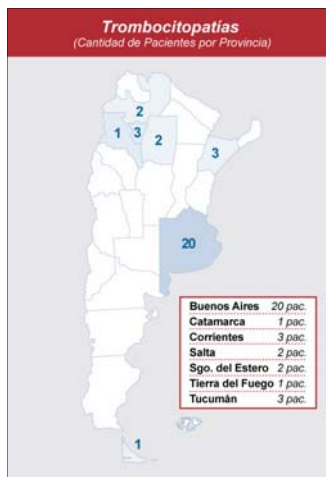 Trombocitopatías
(Cantidad de Pacientes por Provincia)
2
1
3
2
3
20
Buenos Aires 20 pac.
Catamarca 1 pac.
Corrientes 3 pac.
Salta 2 pac.
Sgo. del Estero 2 pac.
Tierra del Fuego 1 pac.
Tucumán 3 pac.
1